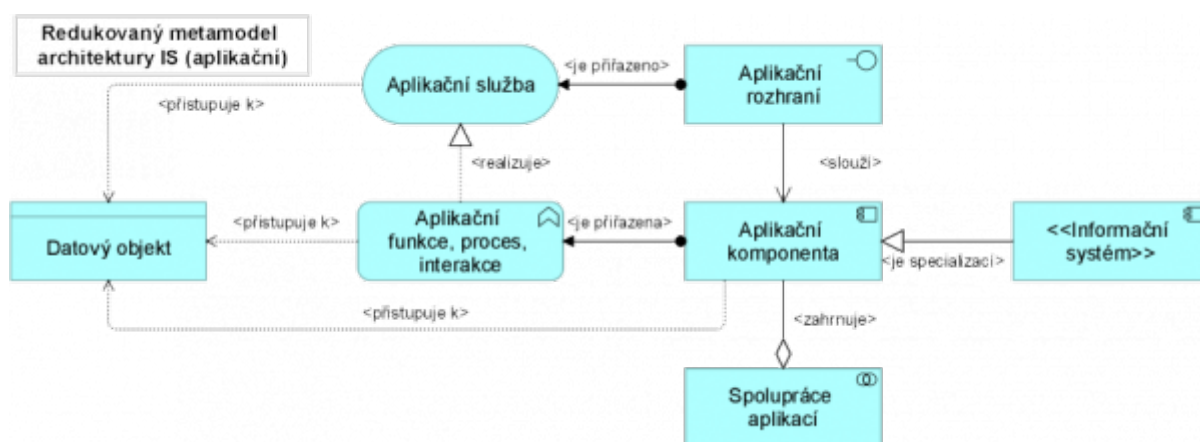 Redukovaný metamodel
architektury IS (aplikační)
Aplikační služba
<je přiřazeno>
Aplikační
rozhraní
<přistupuje k>
<realizuje>
<slouží>
Datový objekt
<přistupuje k>
Aplikační
funkce, proces,
interakce
<je přiřazena>
Aplikační
komponenta
<je specializací>
<<Informační
systém>>
<přistupuje k>
<zahrnuje>
Spolupráce
aplikací